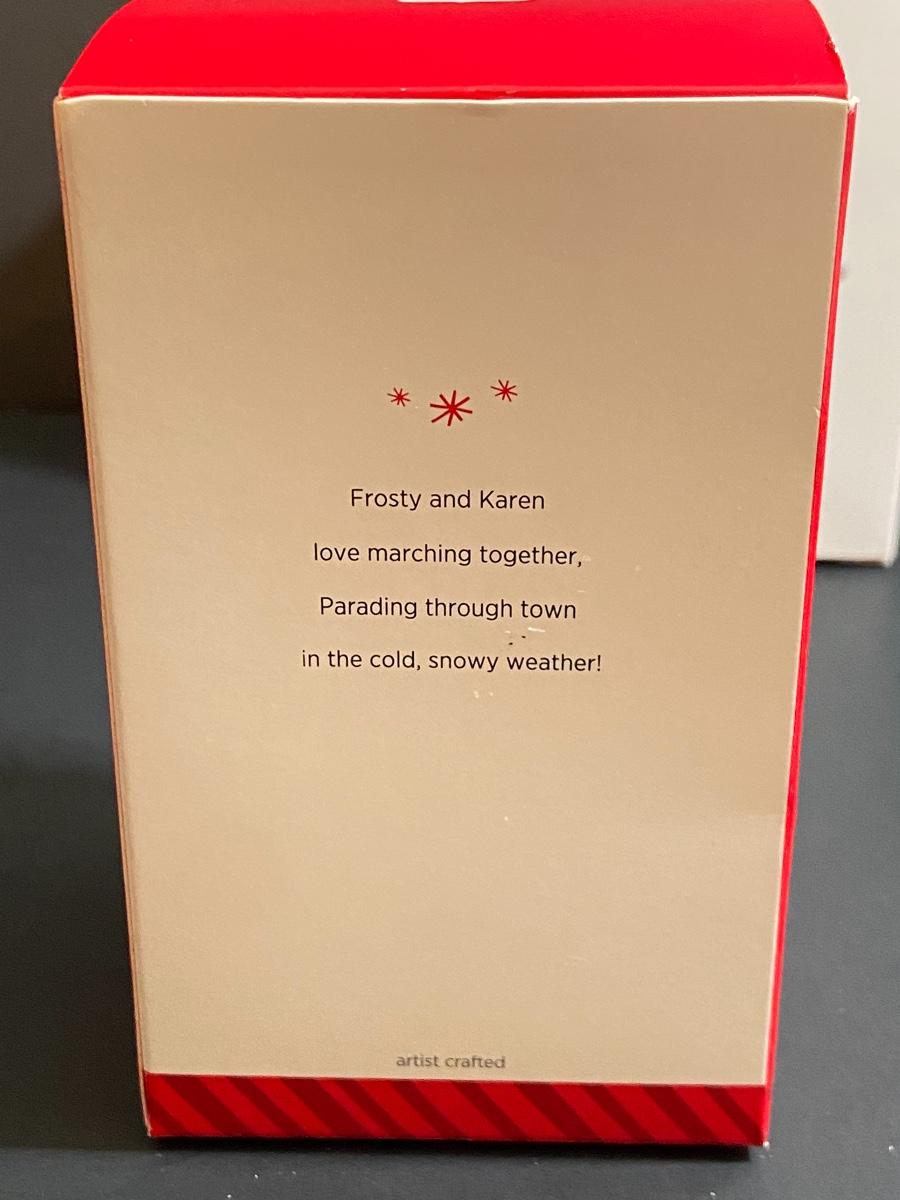 Frosty and Karen
love marching together,
Parading through town
in the cold, snowy weather!
artist crafted